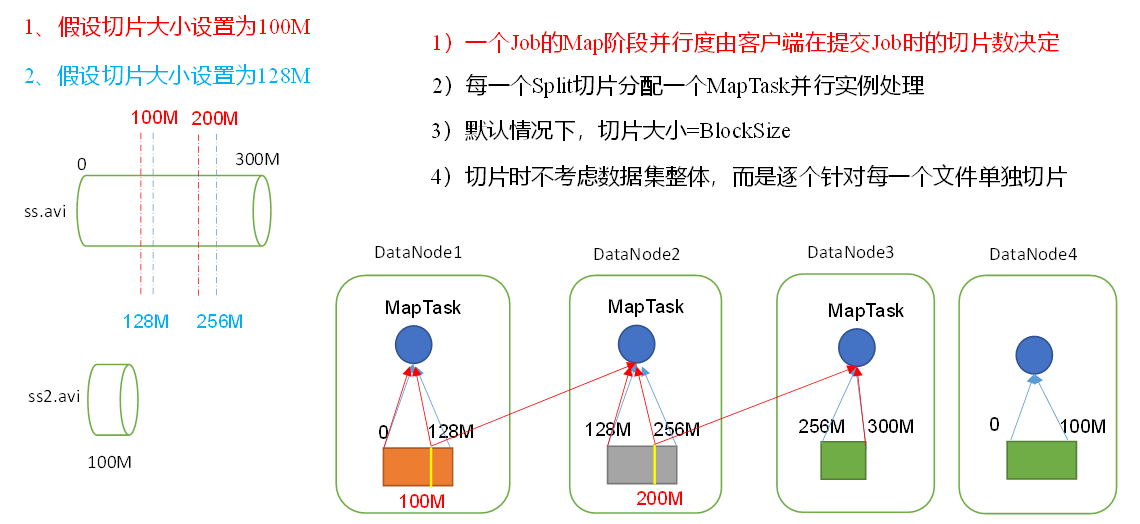 1、假设切片大小设置为100M
2、假设切片大小设置为128M
100M 200M
0 300M
ss.avi
128M 256M
ss2.avi
100M
1）一个Job的Map阶段并行度由客户端在提交Job时的切片数决定
2）每一个Split切片分配一个MapTask并行实例处理
3）默认情况下，切片大小=BlockSize
4）切片时不考虑数据集整体，而是逐个针对每一个文件单独切片
DataNode1
MapTask
0 128M
100M
DataNode2
MapTask
128M 256M
200M
DataNode3
MapTask
256M 300M
DataNode4
0 100M